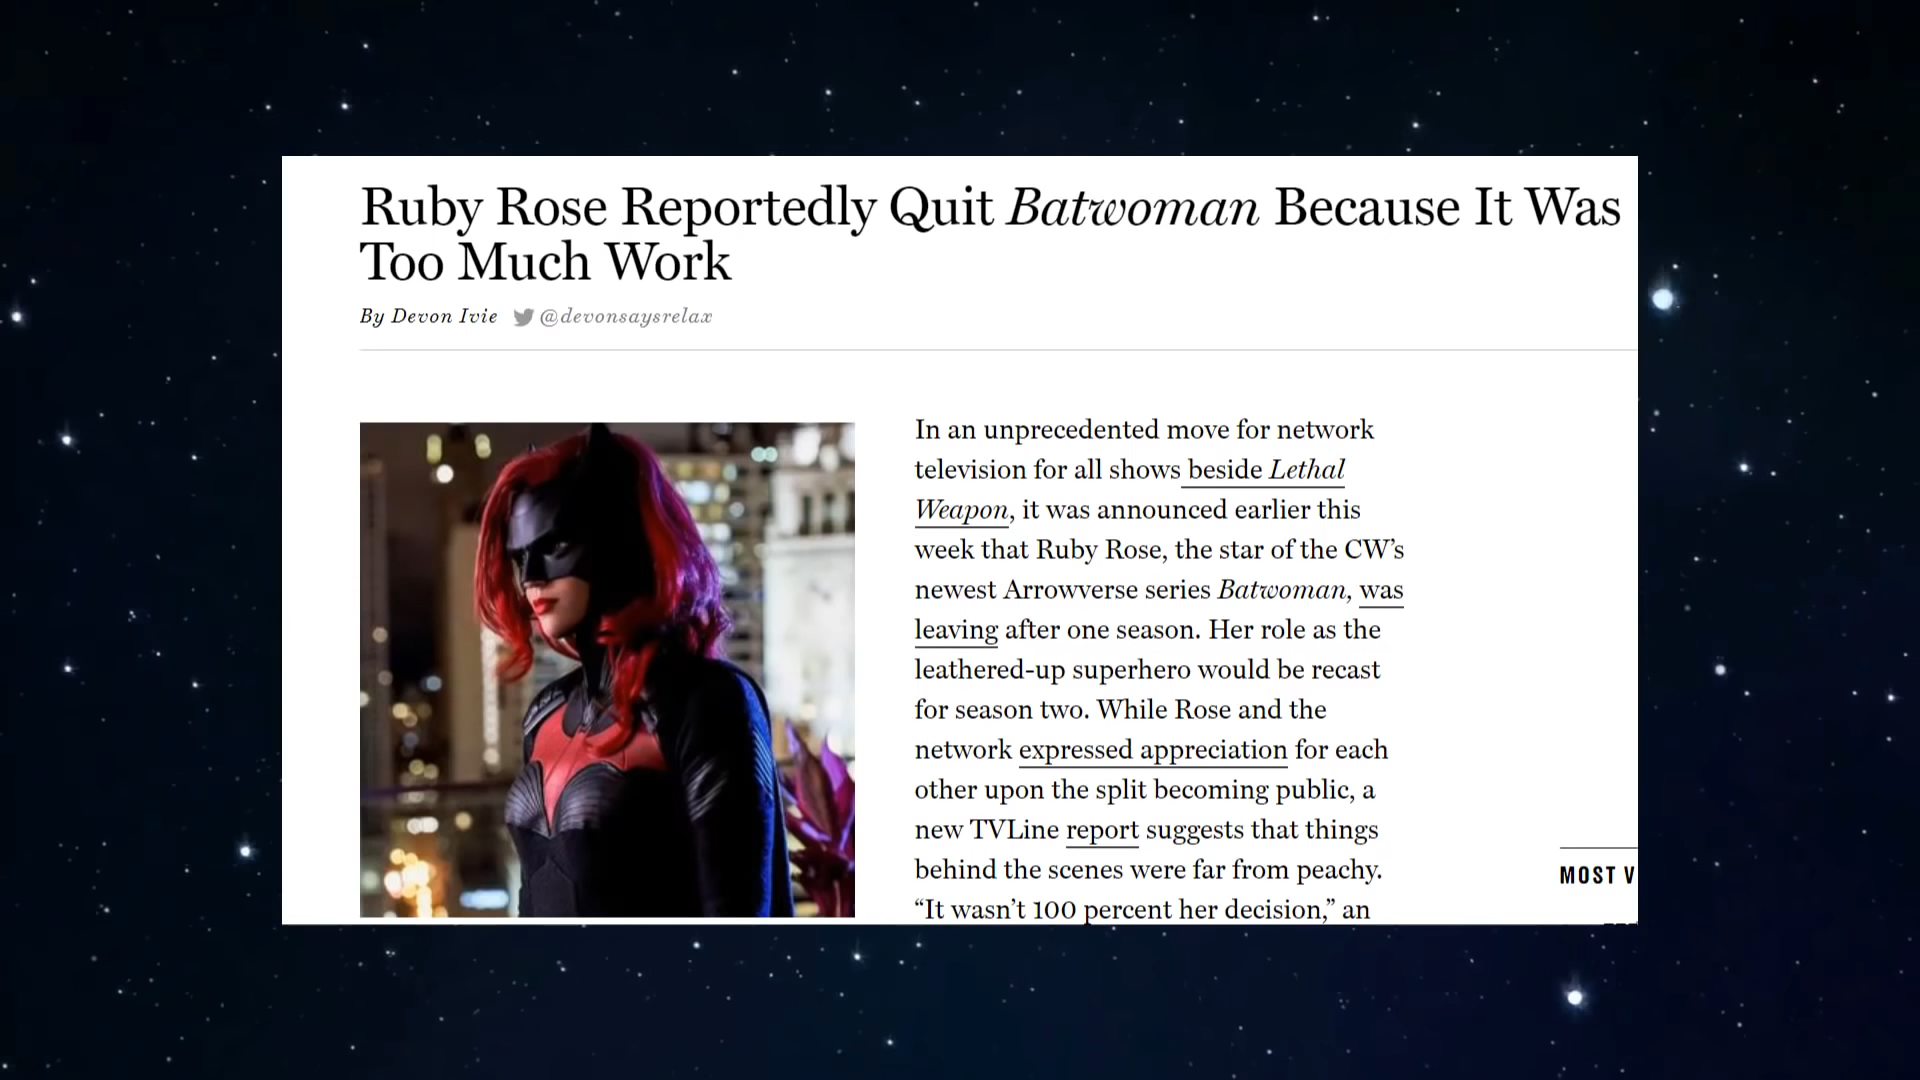 Ruby Rose Reportedly Quit Batwoman Because It Was
Too Much Work
By Devon Ivie @devonsaysrelax
In an unprecedented move for network
television for all shows beside Lethal
Weapon, it was announced earlier this
week that Ruby Rose, the star of the CW’s
newest Arrowverse series Batwoman, was
leaving after one season. Her role as the
leathered-up superhero would be recast
for season two. While Rose and the
network expressed appreciation for each
other upon the split becoming public, a
new TVLine report suggests that things
behind the scenes were far from peachy.
“It wasn’t 100 percent her decision,” an
MOST V